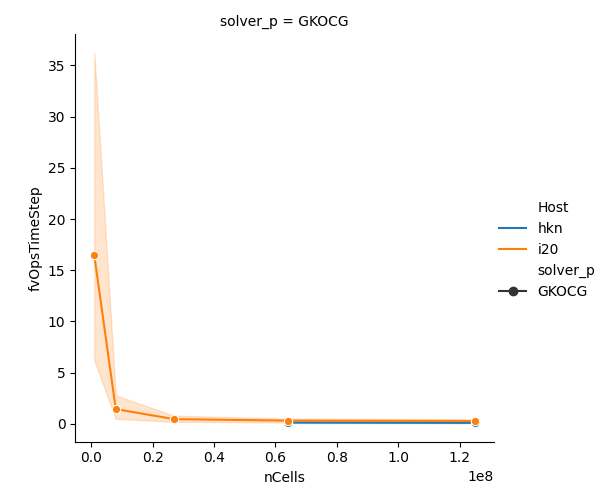 solver_p = GKOCG
35
30
25
20
15
10
5
0
fvOpsTimeStep
0.0 0.2 0.4 0.6 0.8 1.0 1.2
1e8
nCells
Host
hkn
i20
solver_p
GKOCG